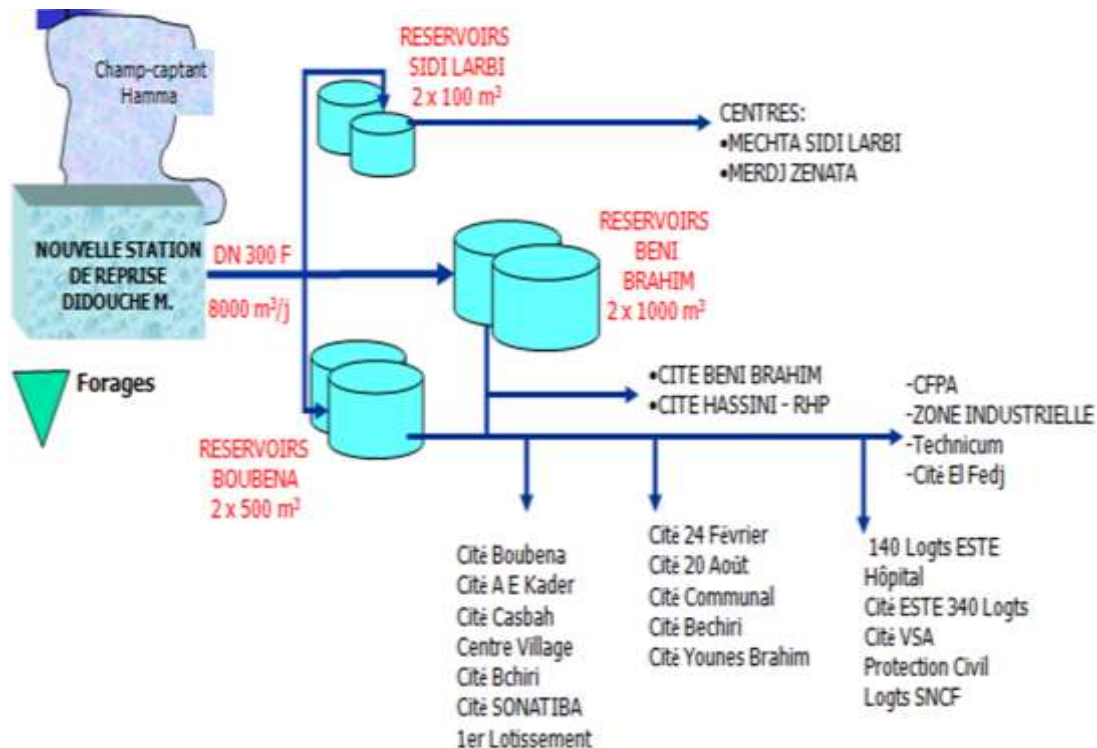 Champ-captant
Hamma
RESERVOIRS
SIDI LARBI
2 x 100 m³
CENTRES:
•MECHTA SIDI LARBI
•MERDJ ZENATA
NOUVELLE STATION
DE REPRISE
DIDOUCHE M.
DN 300 F
8000 m³/j
RESERVOIRS
BENI
BRAHIM
2 x 1000 m³
Forages
•CITE BENI BRAHIM
•CITE HASSINI - RHP
-CFPA
-ZONE INDUSTRIELLE
-Technicum
-Cité El Fedj
RESERVOIRS
BOUBENA
2 x 500 m³
Cité Boubena
Cité A E Kader
Cité Casbah
Centre Village
Cité Bchiri
Cité SONATIBA
1er Lotissement
Cité 24 Février
Cité 20 Août
Cité Communal
Cité Bechiri
Cité Younes Brahim
140 Logts ESTE
Hôpital
Cité ESTE 340 Logts
Cité VSA
Protection Civil
Logts SNCF